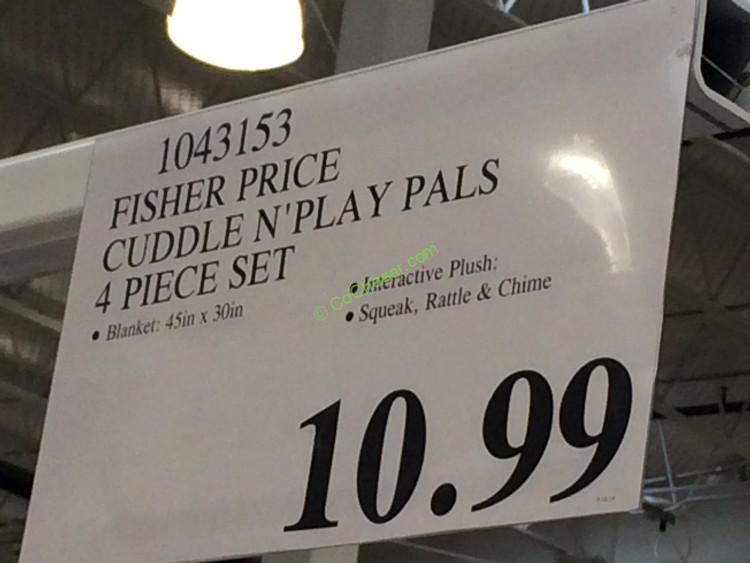 1043153
FISHER PRICE
CUDDLE N'PLAY PALS
4 PIECE SET
• Blanket: 45in x 30in
• Interactive Plush:
• Squeak, Rattle & Chime
10.99